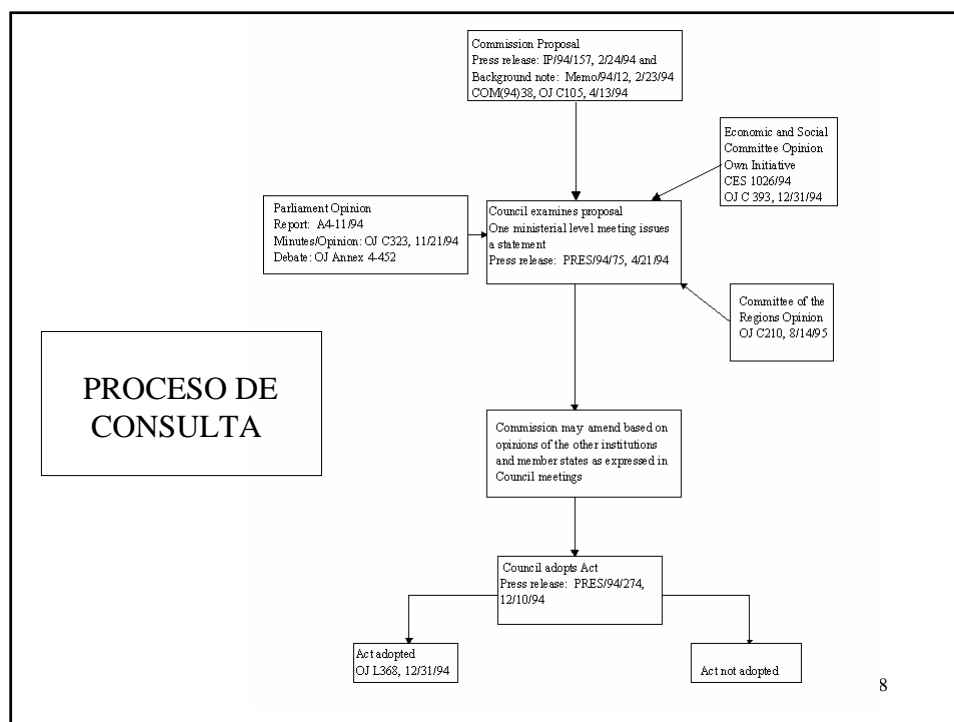 Commission Proposal
Press release: IP/94/157, 2/24/94 and
Background note: Memo/94/12, 2/23/94
COM(94)38, OJ C105, 4/13/94
Economic and Social
Committee Opinion
Own Initiative
CES 1026/94
OJ C 393, 12/31/94
Parliament Opinion
Report: A4-11/94
Minutes/Opinion: OJ C323, 11/21/94
Debate: OJ Annex 4-452
Council examines proposal
One ministerial level meeting issues
a statement
Press release: PRES/94/75, 4/21/94
Committee of the
Regions Opinion
OJ C210, 8/14/95
PROCESO DE
CONSULTA
Commission may amend based on
opinions of the other institutions
and member states as expressed in
Council meetings
Council adopts Act
Press release: PRES/94/274,
12/10/94
Act adopted
OJ L368, 12/31/94
Act not adopted
8